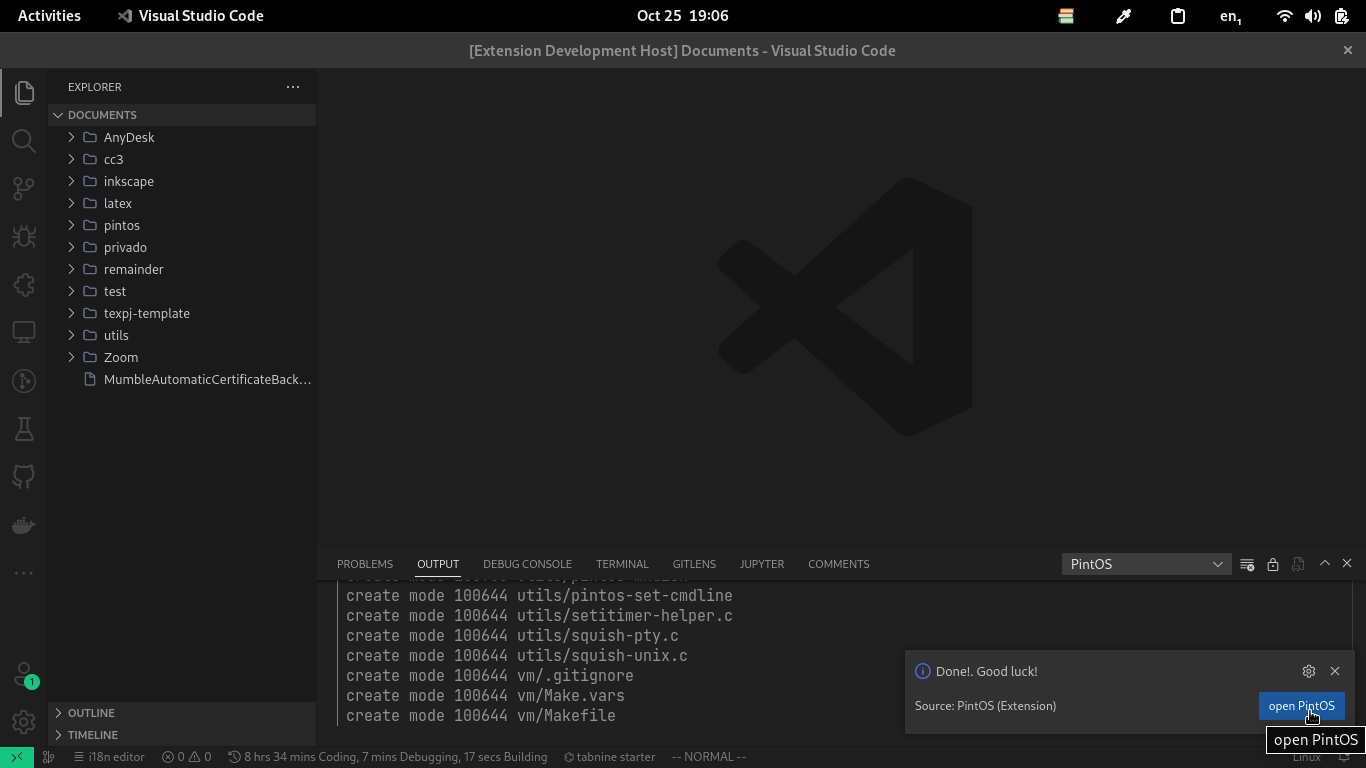 Activities
Visual Studio Code
Oct 25 19:06
en1
[Extension Development Host] Documents - Visual Studio Code
EXPLORER
DOCUMENTS
AnyDesk
cc3
inkscape
latex
pintos
privado
remainder
test
texpj-template
utils
Zoom
MumbleAutomaticCertificateBack...
OUTLINE
TIMELINE
1
PROBLEMS
OUTPUT
DEBUG CONSOLE
TERMINAL
GITLENS
JUPYTER
COMMENTS
PintOS
create mode 100644 utils/pintos-set-cmdline
create mode 100644 utils/setitimer-helper.c
create mode 100644 utils/squish-pty.c
create mode 100644 utils/squish-unix.c
create mode 100644 vm/.gitignore
create mode 100644 vm/Make.vars
create mode 100644 vm/Makefile
Done!. Good luck!
Source: PintOS (Extension)
open PintOS
open PintOS
i18n editor
0
0
8 hrs 34 mins Coding, 7 mins Debugging, 17 secs Building
tabnine starter
-- NORMAL --
Linux